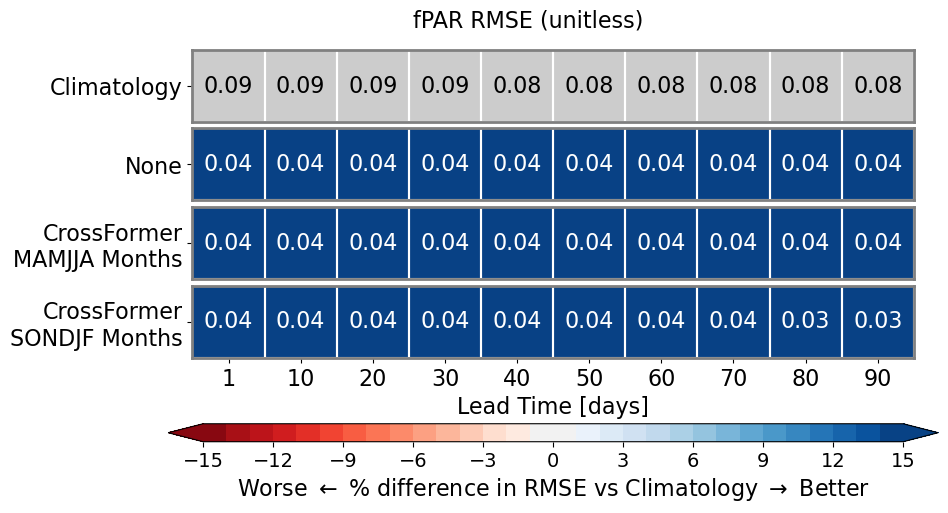 fPAR RMSE (unitless)
Climatology 0.09 0.09 0.09 0.09 0.08 0.08 0.08 0.08 0.08 0.08
None 0.04 0.04 0.04 0.04 0.04 0.04 0.04 0.04 0.04 0.04
CrossFormer
MAMJJA Months 0.04 0.04 0.04 0.04 0.04 0.04 0.04 0.04 0.04 0.04
CrossFormer
SONDJF Months 0.04 0.04 0.04 0.04 0.04 0.04 0.04 0.04 0.03 0.03
1 10 20 30 40 50 60 70 80 90
Lead Time [days]
−15 −12 −9 −6 −3 0 3 6 9 12 15
Worse ← % difference in RMSE vs Climatology → Better